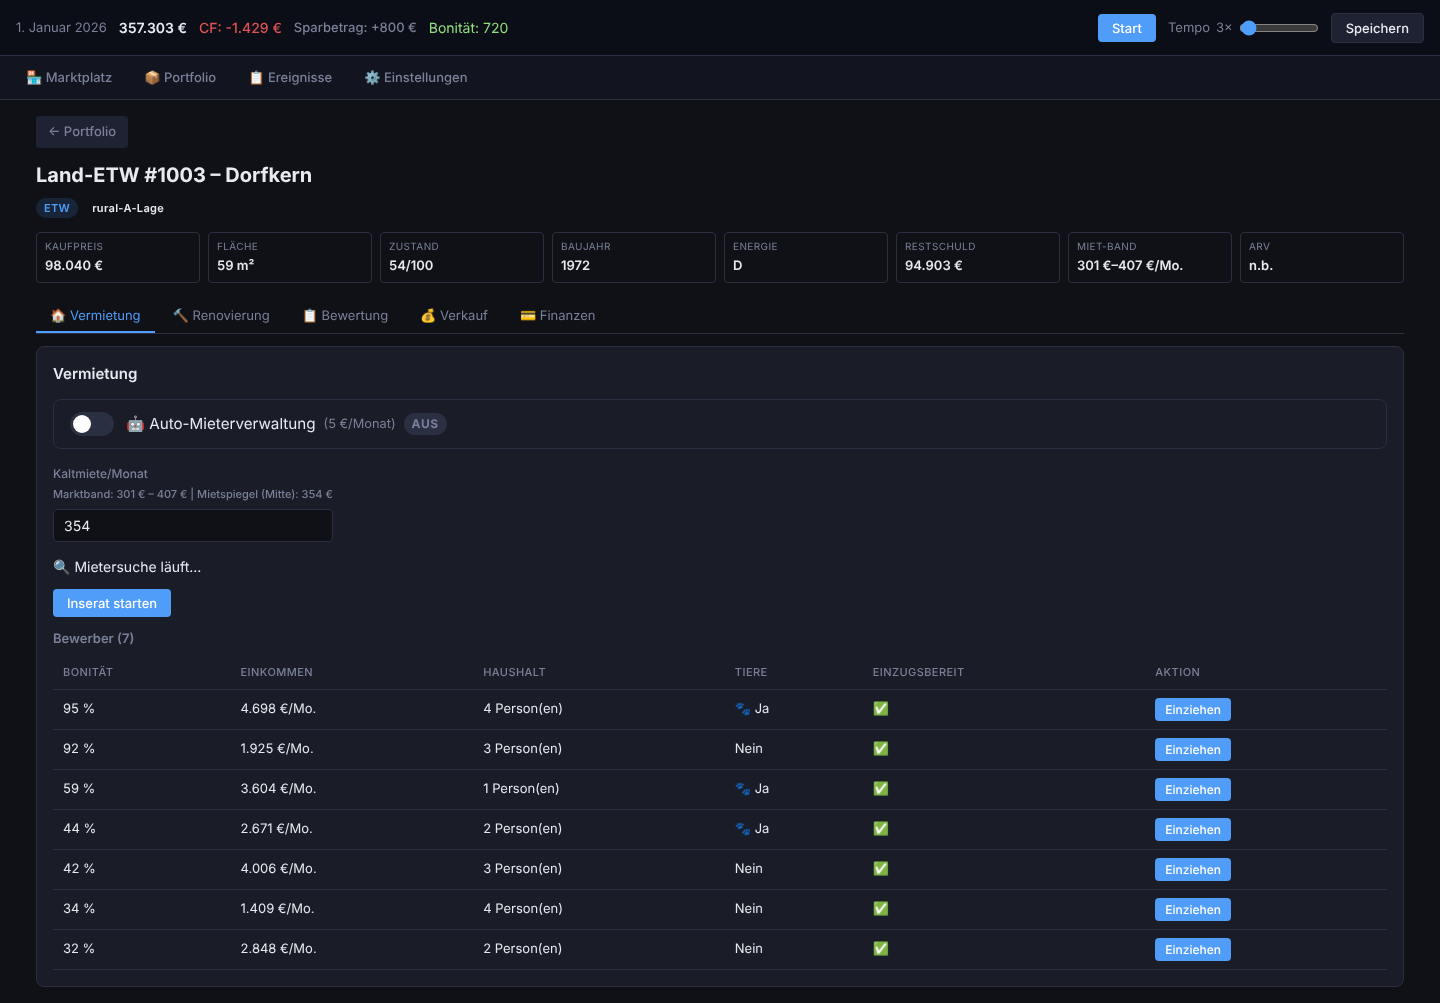 1. Januar 2026 357.303 € CF: -1.429 € Sparbetrag: +800 € Bonität: 720 Start Tempo 3× Speichern
🏪 Marktplatz 📦 Portfolio 📋 Ereignisse ⚙️ Einstellungen
← Portfolio
Land-ETW #1003 – Dorfkern
ETW rural-A-Lage
KAUFPREIS FLÄCHE ZUSTAND BAUJAHR ENERGIE RESTSCHULD MIET-BAND ARV
98.040 € 59 m² 54/100 1972 D 94.903 € 301 €–407 €/Mo. n.b.
🏠 Vermietung 🔨 Renovierung 📋 Bewertung 💰 Verkauf 💳 Finanzen
Vermietung
🤖 Auto-Mieterverwaltung (5 €/Monat) AUS
Kaltmiete/Monat
Marktband: 301 € – 407 € | Mietspiegel (Mitte): 354 €
354
🔍 Mietersuche läuft...
Inserat starten
Bewerber (7)
BONITÄT EINKOMMEN HAUSHALT TIERE EINZUGSBEREIT AKTION
95 % 4.698 €/Mo. 4 Person(en) 🐾 Ja ✅ Einziehen
92 % 1.925 €/Mo. 3 Person(en) Nein ✅ Einziehen
59 % 3.604 €/Mo. 1 Person(en) 🐾 Ja ✅ Einziehen
44 % 2.671 €/Mo. 2 Person(en) 🐾 Ja ✅ Einziehen
42 % 4.006 €/Mo. 3 Person(en) Nein ✅ Einziehen
34 % 1.409 €/Mo. 4 Person(en) Nein ✅ Einziehen
32 % 2.848 €/Mo. 2 Person(en) Nein ✅ Einziehen